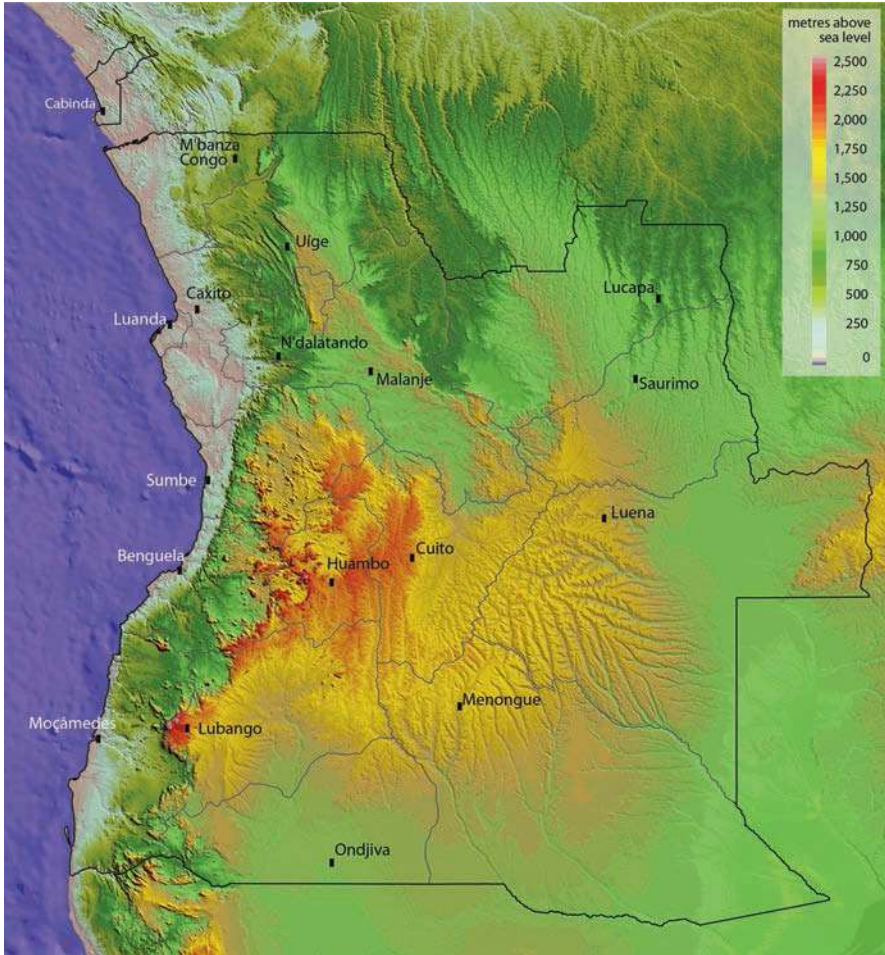 metres above
sea level
2,500
2,250
2,000
1,750
1,500
1,250
1,000
750
500
250
0
Cabinda
M'banza
Congo
Uíge
Caxito
Lucapa
Luanda
N'dalatando
Malanje
Saurimo
Sumbe
Luena
Cuito
Benguela
Huambo
Menongue
Moçâmedes
Lubango
Ondjiva